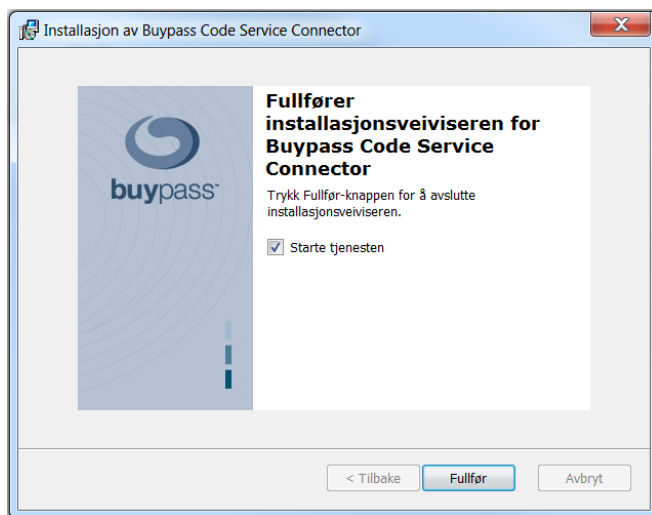 Installasjon av Buypass Code Service Connector
Fullfører
installasjonsveiviseren for
Buypass Code Service
Connector
Trykk Fullfør-knappen for å avslutte
installasjonsveiviseren.
Starte tjenesten
buypass
< Tilbake
Fullfør
Avbryt